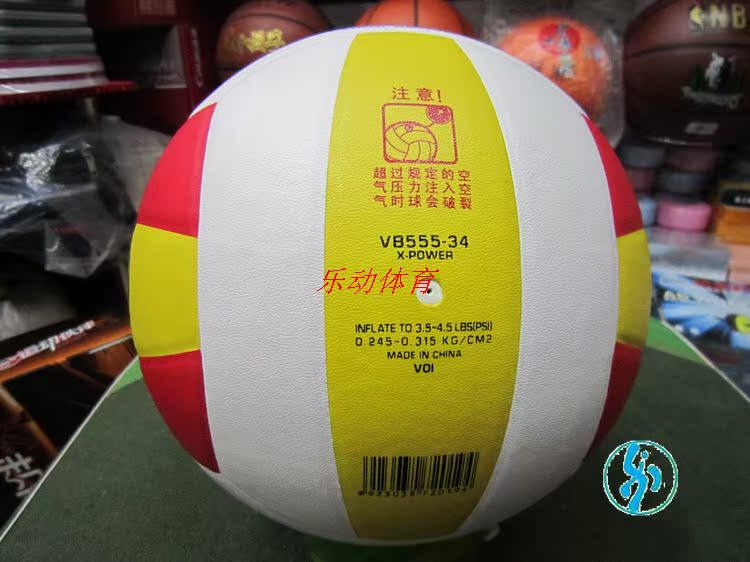 NB
注意!
超过规定的空
气压力注入空
气时球会破裂
VB555-34
X-POWER
乐动体育
INFLATE TO 3.5~4.5 LBS(PSI)
0.245~0.315 KG/CM2
MADE IN CHINA
VOI